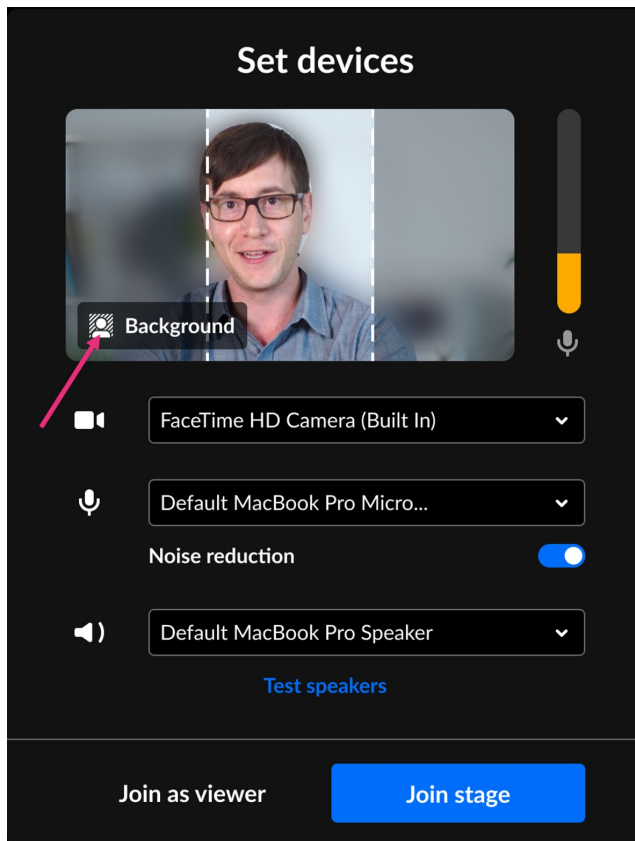 Set devices
Background
FaceTime HD Camera (Built In)
Default MacBook Pro Micro...
Noise reduction
Default MacBook Pro Speaker
Test speakers
Join as viewer
Join stage